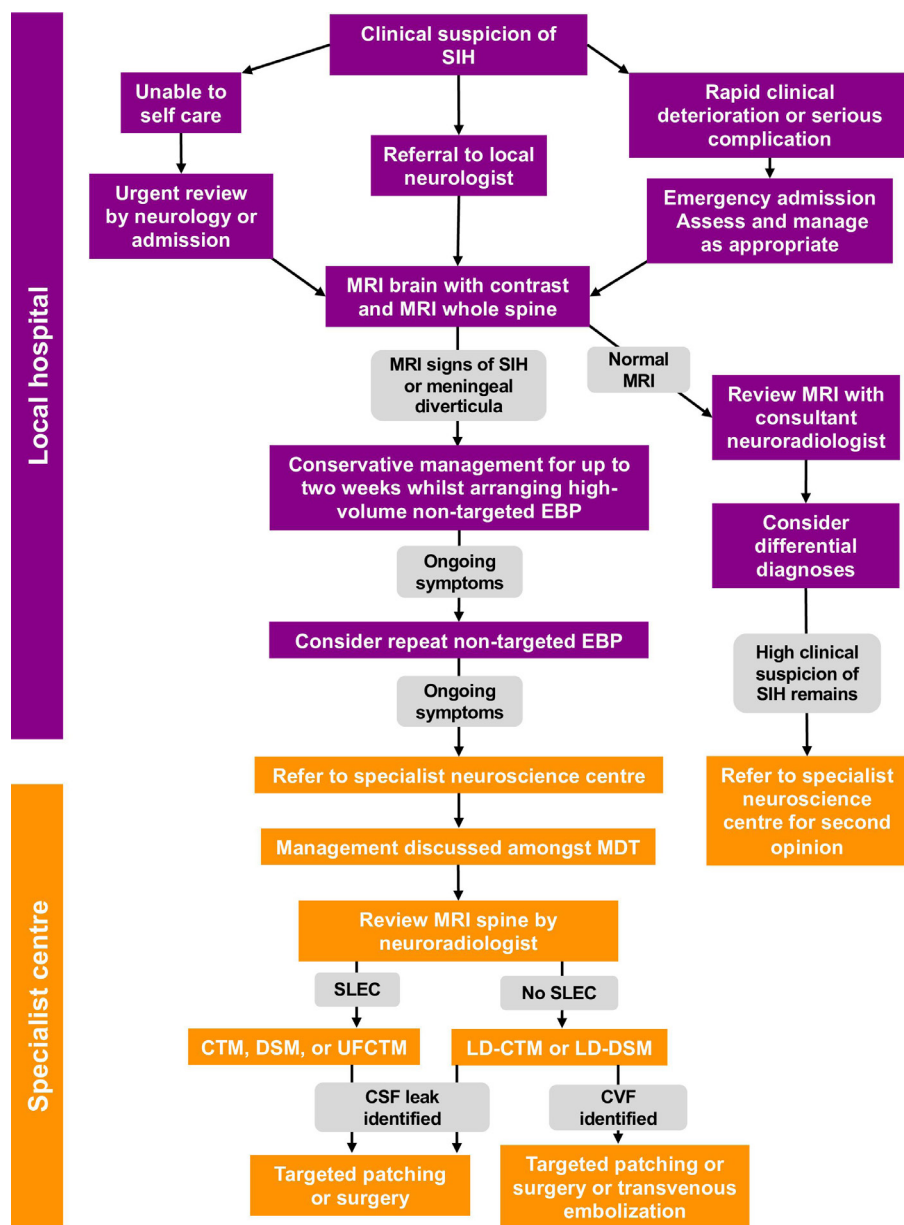 Local hospital
Clinical suspicion of
SIH
Unable to
self care
Rapid clinical
deterioration or serious
complication
Referral to local
neurologist
Urgent review
by neurology or
admission
Emergency admission
Assess and manage
as appropriate
MRI brain with contrast
and MRI whole spine
MRI signs of SIH
or meningeal
diverticula
Normal
MRI
Review MRI with
consultant
neuroradiologist
Conservative management for up to
two weeks whilst arranging high-
volume non-targeted EBP
Consider
differential
diagnoses
Ongoing
symptoms
Consider repeat non-targeted EBP
High clinical
suspicion of
SIH remains
Ongoing
symptoms
Specialist centre
Refer to specialist neuroscience centre
Refer to specialist
neuroscience
centre for second
opinion
Management discussed amongst MDT
Review MRI spine by
neuroradiologist
SLEC
No SLEC
CTM, DSM, or UFCTM
LD-CTM or LD-DSM
CSF leak
identified
CVF
identified
Targeted patching
or surgery
Targeted patching or
surgery or transvenous
embolization